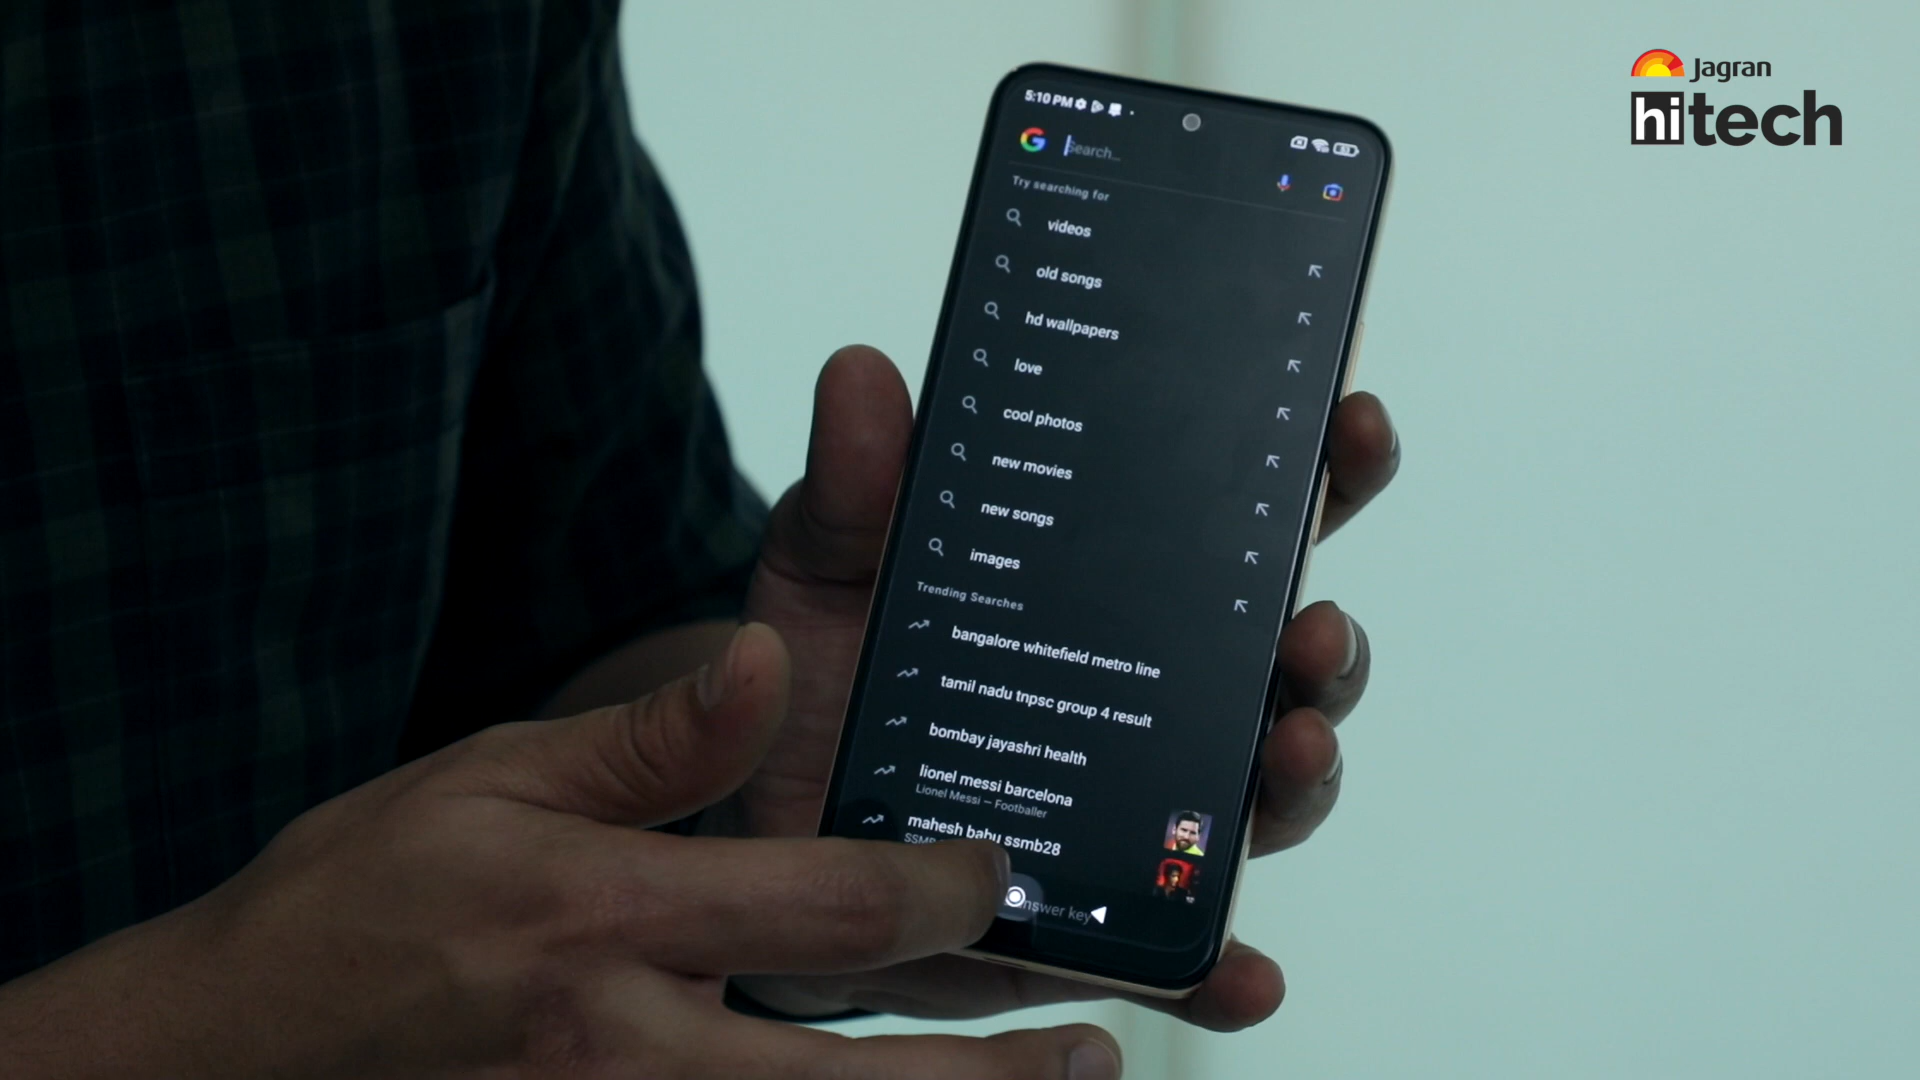 Jagran
hitech
5:10 PM
Search...
Try searching for
videos
old songs
hd wallpapers
love
cool photos
new movies
new songs
images
Trending Searches
bangalore whitefield metro line
tamil nadu tnpsc group 4 result
bombay jayashri health
lionel messi barcelona
Lionel Messi — Footballer
mahesh babu ssmb28
answer key